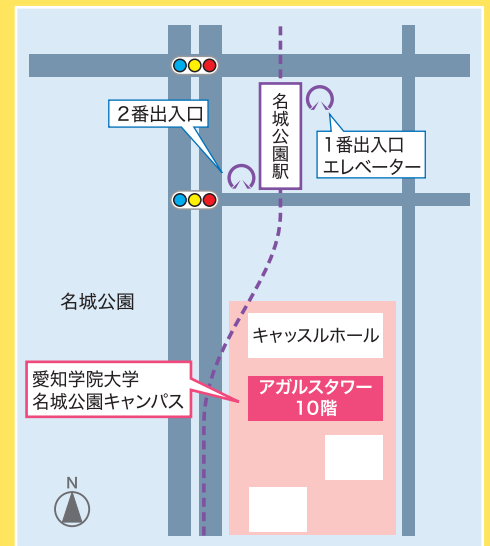 2番出入口
名城公園駅
1番出入口
エレベーター
名城公園
キャッスルホール
愛知学院大学
名城公園キャンパス
アガルスタワー
10階
N